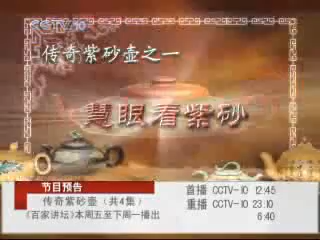 CCTV-10
传奇紫砂壶之一
慧眼看紫砂
节目预告
传奇紫砂壶（共4集）
《百家讲坛》本周五至下周一播出
首播 CCTV-10 12:45
重播 CCTV-10 23:10
6:40